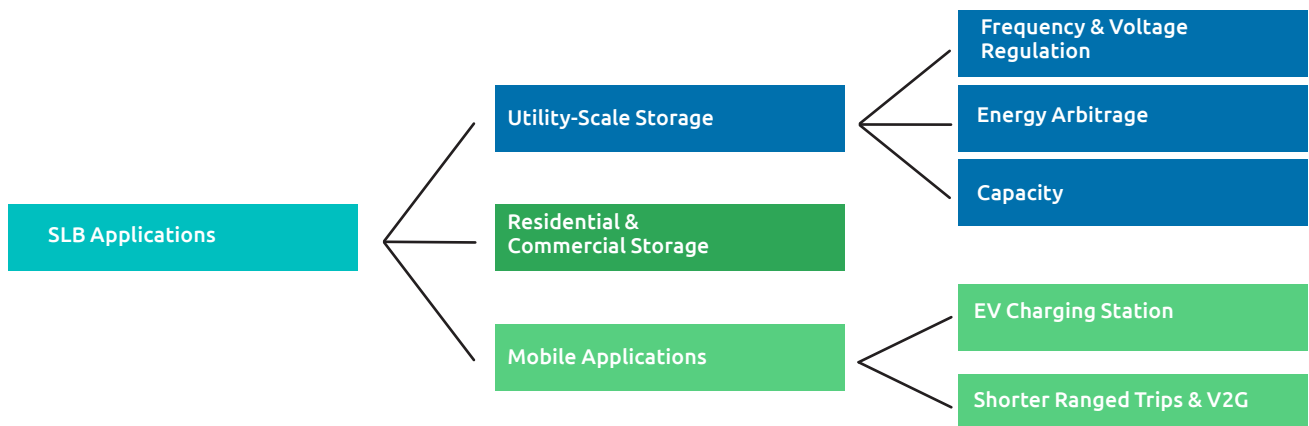 SLB Applications
Utility-Scale Storage
Residential &
Commercial Storage
Mobile Applications
Frequency & Voltage
Regulation
Energy Arbitrage
Capacity
EV Charging Station
Shorter Ranged Trips & V2G